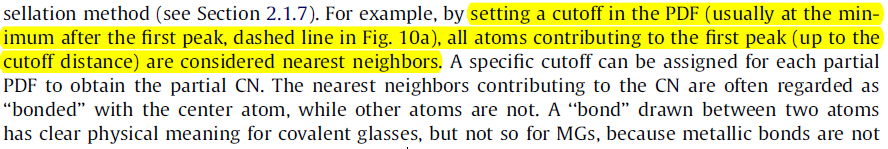 sellation method (see Section 2.1.7). For example, by setting a cutoff in the PDF (usually at the min-
imum after the first peak, dashed line in Fig. 10a), all atoms contributing to the first peak (up to the
cutoff distance) are considered nearest neighbors. A specific cutoff can be assigned for each partial
PDF to obtain the partial CN. The nearest neighbors contributing to the CN are often regarded as
“bonded” with the center atom, while other atoms are not. A ‘‘bond” drawn between two atoms
has clear physical meaning for covalent glasses, but not so for MGs, because metallic bonds are not